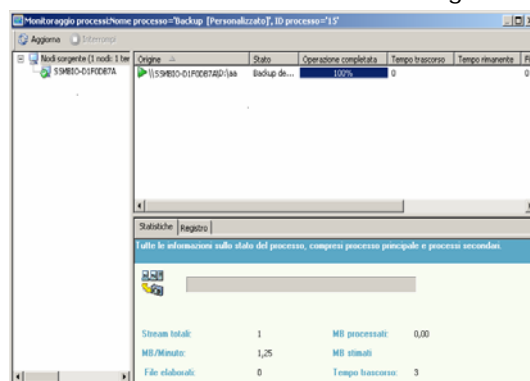 Monitoraggio processi:Nome processo='Backup [Personalizzato]', ID processo='15'
Aggiorna Interrompi
Nodi sorgente (1 nodi: 1 ter
SSMBIO-D1F0D87A
Origine Stato Operazione completata Tempo trascorso Tempo rimanente
\\SSMBIO-D1F0D87A\D:\aa Backup de... 100% 0
Statistiche Registro
Tutte le informazioni sullo stato del processo, compresi processo principale e processi secondari.
Stream totali: 1 MB processati: 0,00
MB/Minuto: 1,25 MB stimati
File elaborati: 0 Tempo trascorso: 3